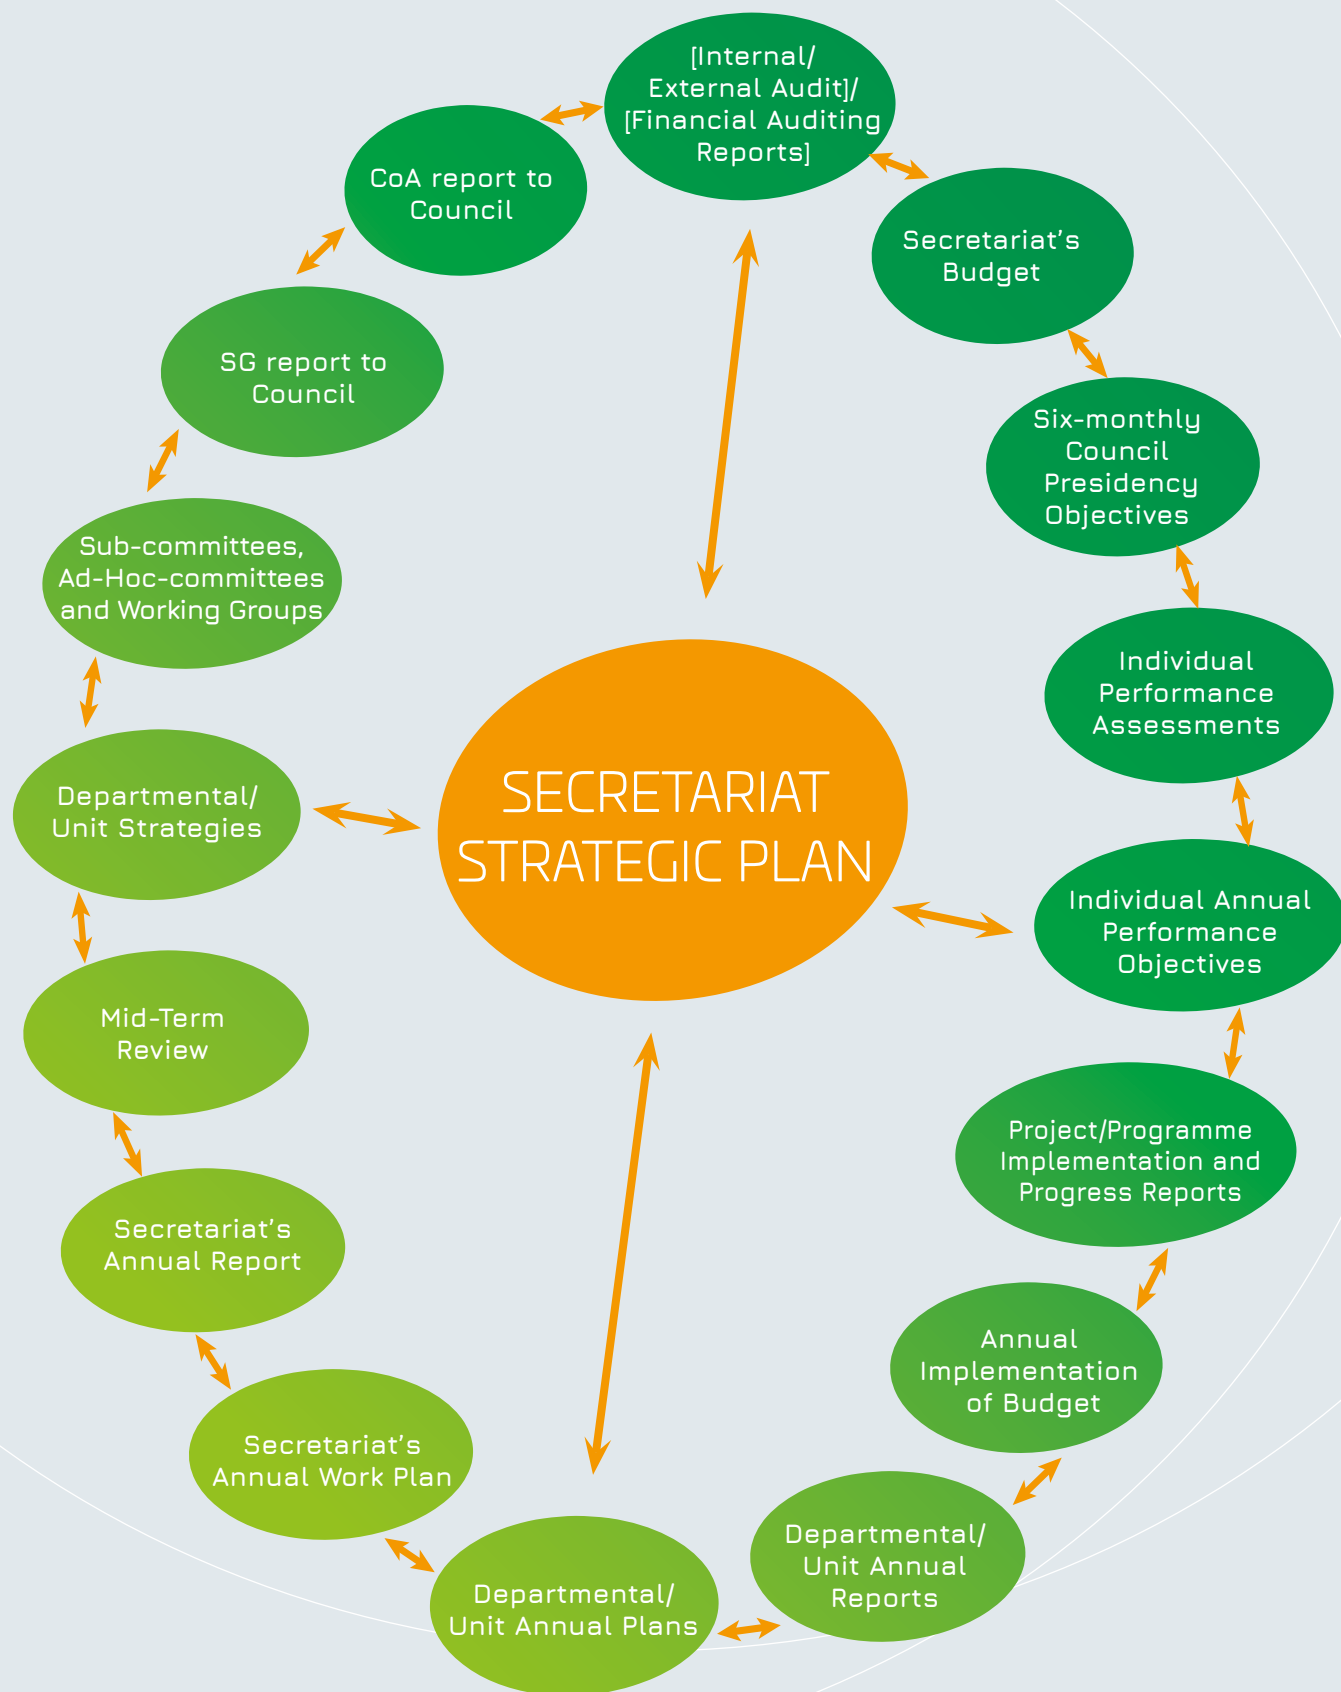 [Internal/
External Audit]/
[Financial Auditing
Reports]
CoA report to
Council
Secretariat’s
Budget
SG report to
Council
Six-monthly
Council
Presidency
Objectives
Sub-committees,
Ad-Hoc-committees
and Working Groups
Individual
Performance
Assessments
Departmental/
Unit Strategies
SECRETARIAT
STRATEGIC PLAN
Individual Annual
Performance
Objectives
Mid-Term
Review
Project/Programme
Implementation and
Progress Reports
Secretariat’s
Annual Report
Annual
Implementation
of Budget
Secretariat’s
Annual Work Plan
Departmental/
Unit Annual
Reports
Departmental/
Unit Annual Plans